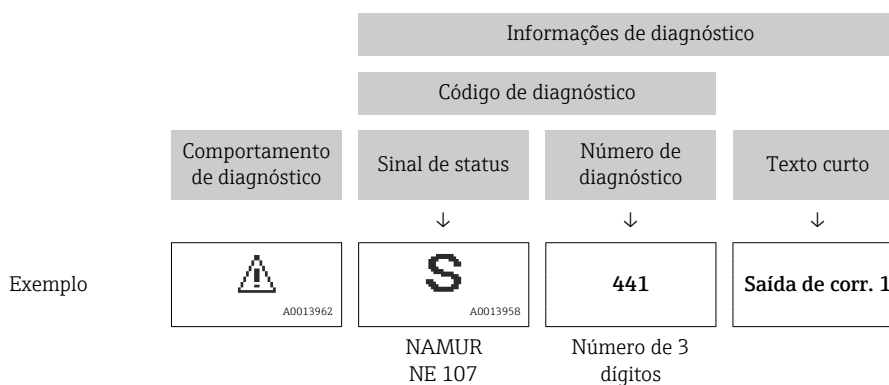 Informações de diagnóstico
Código de diagnóstico
Comportamento
de diagnóstico
Sinal de status
Número de
diagnóstico
Texto curto
↓ ↓ ↓
Exemplo
A0013962
S
A0013958
441
Saída de corr. 1
NAMUR
NE 107
Número de 3
dígitos